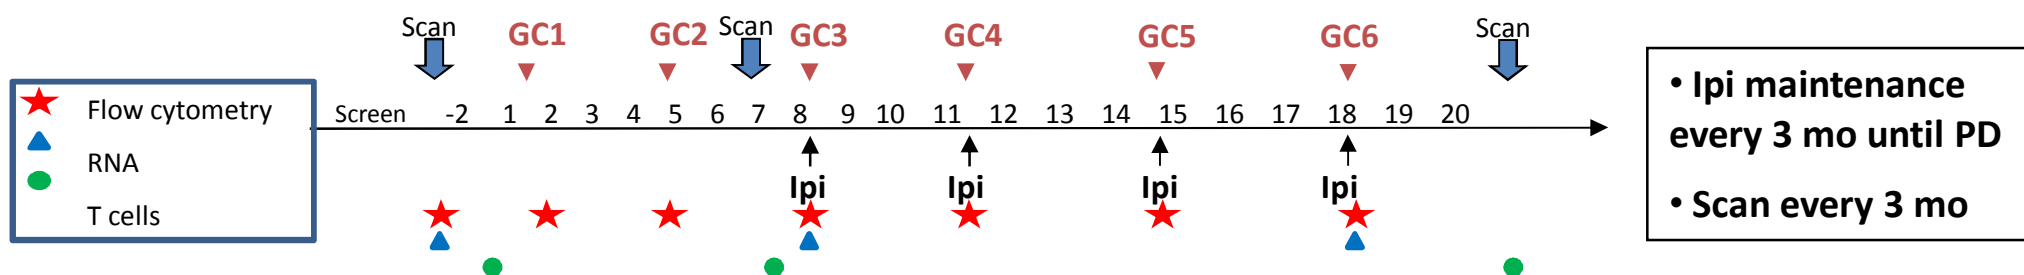 Scan GC1 GC2 Scan GC3 GC4 GC5 GC6 Scan
Flow cytometry
RNA
T cells
Screen -2 1 2 3 4 5 6 7 8 9 10 11 12 13 14 15 16 17 18 19 20
Ipi Ipi Ipi Ipi
• Ipi maintenance
every 3 mo until PD
• Scan every 3 mo